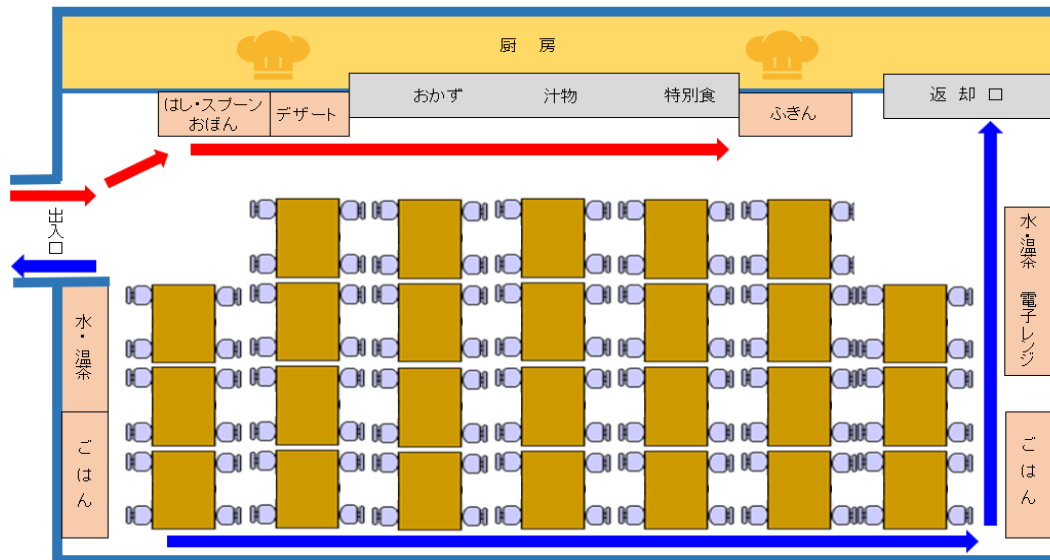 厨 房
はし・スプーン
おぼん
デザート
おかず
汁物
特別食
ふきん
返 却 口
出入口
水・温茶
ごはん
水・温茶 電子レンジ
ごはん